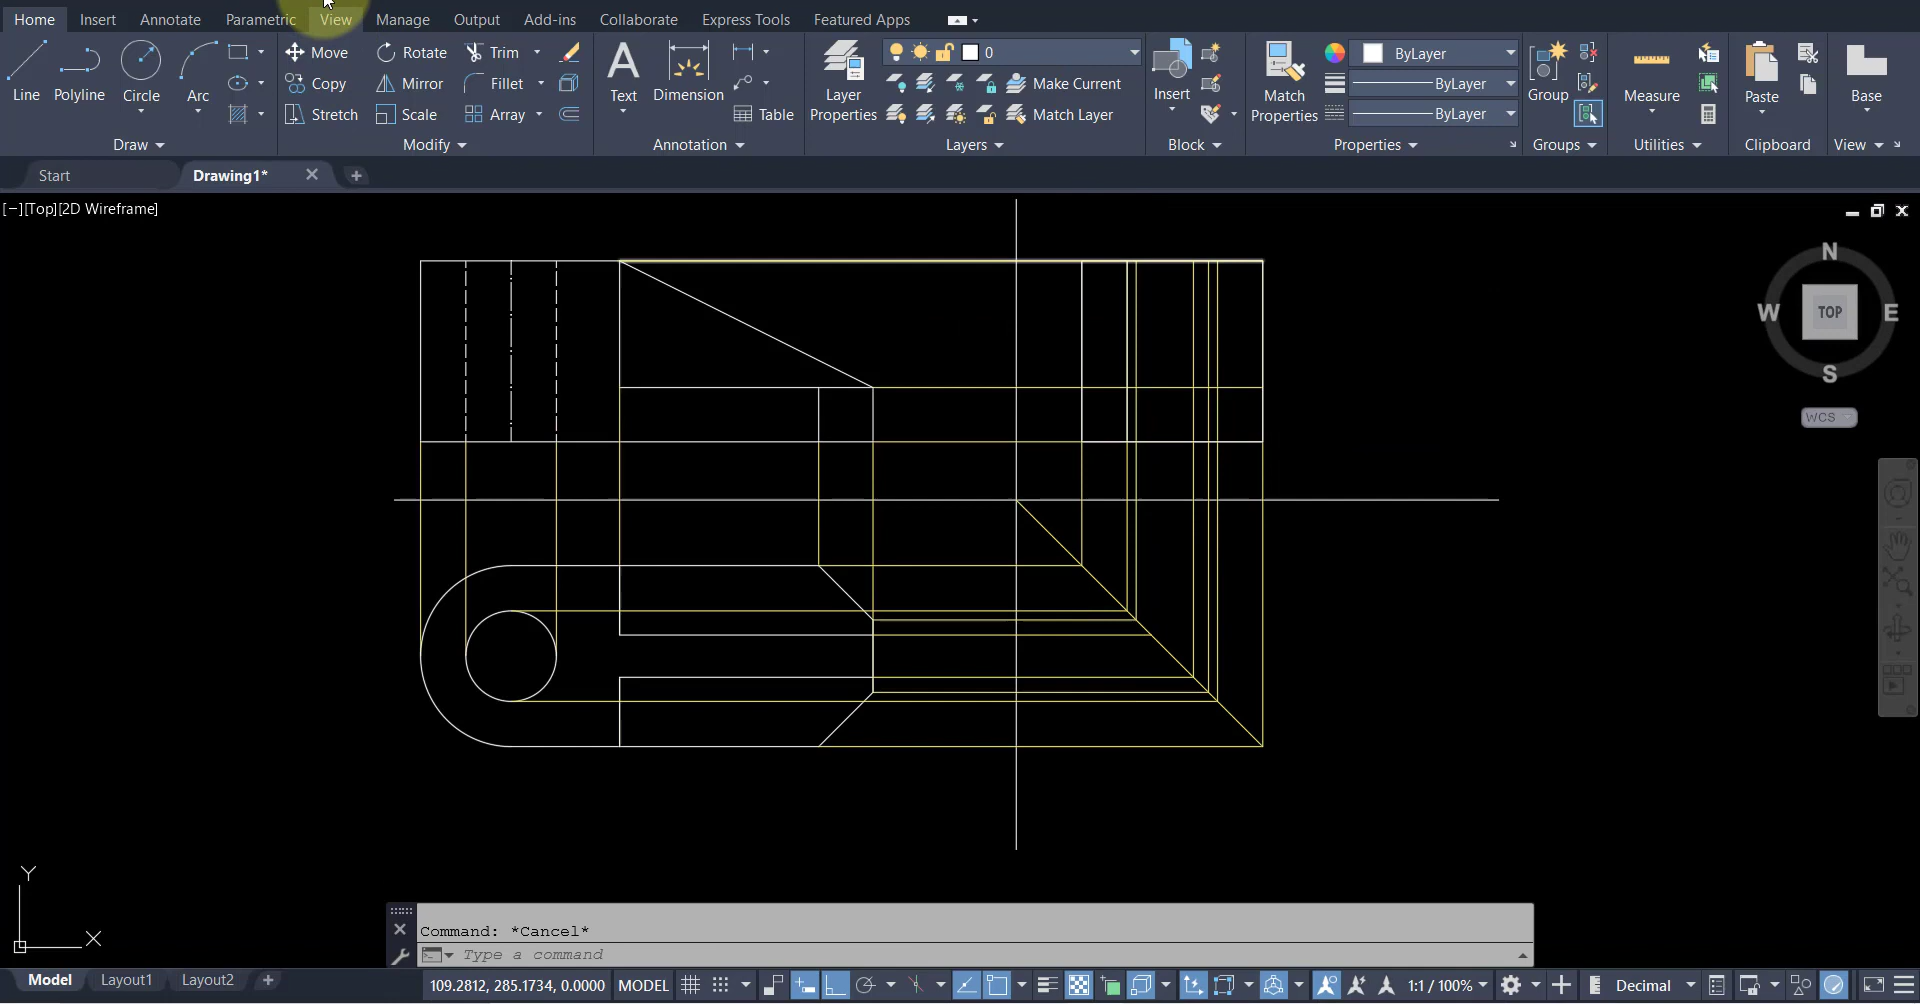 Home Insert Annotate Parametric View Manage Output Add-ins Collaborate Express Tools Featured Apps
Line Polyline Circle Arc
Move Rotate Trim
Copy Mirror Fillet
Stretch Scale Array
Text Dimension Table
Layer Properties
0
Make Current
Match Layer
Insert
Match Properties
ByLayer
ByLayer
ByLayer
Group Measure Paste Base
Draw Modify Annotation Layers Block Properties Groups Utilities Clipboard View
Start Drawing1*
[−][Top][2D Wireframe]
N
W TOP E
S
WCS
Y
X
Command: *Cancel*
Type a command
Model Layout1 Layout2
109.2812, 285.1734, 0.0000 MODEL 1:1 / 100% Decimal